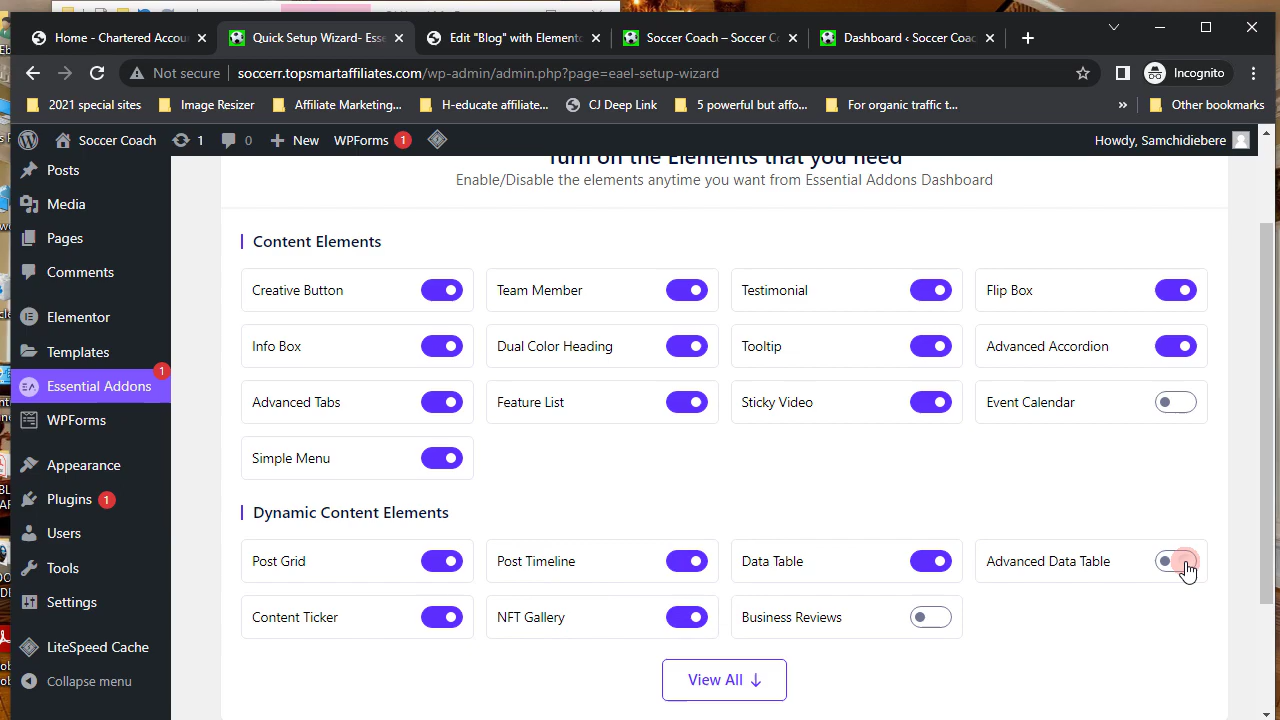 Home - Chartered Accou
Quick Setup Wizard- Esse
Edit "Blog" with Elemento
Soccer Coach – Soccer C
Dashboard ‹ Soccer Coac
Not secure
soccerr.topsmartaffiliates.com/wp-admin/admin.php?page=eael-setup-wizard
Incognito
2021 special sites
Image Resizer
Affiliate Marketing...
H-educate affiliate...
CJ Deep Link
5 powerful but affo...
For organic traffic t...
»
Other bookmarks
Soccer Coach
1
0
New
WPForms 1
Howdy, Samchidiebere
Posts
Media
Pages
Comments
Elementor
Templates
Essential Addons 1
WPForms
Appearance
Plugins 1
Users
Tools
Settings
LiteSpeed Cache
Collapse menu
Turn on the Elements that you need
Enable/Disable the elements anytime you want from Essential Addons Dashboard
Content Elements
Creative Button
Team Member
Testimonial
Flip Box
Info Box
Dual Color Heading
Tooltip
Advanced Accordion
Advanced Tabs
Feature List
Sticky Video
Event Calendar
Simple Menu
Dynamic Content Elements
Post Grid
Post Timeline
Data Table
Advanced Data Table
Content Ticker
NFT Gallery
Business Reviews
View All ↓